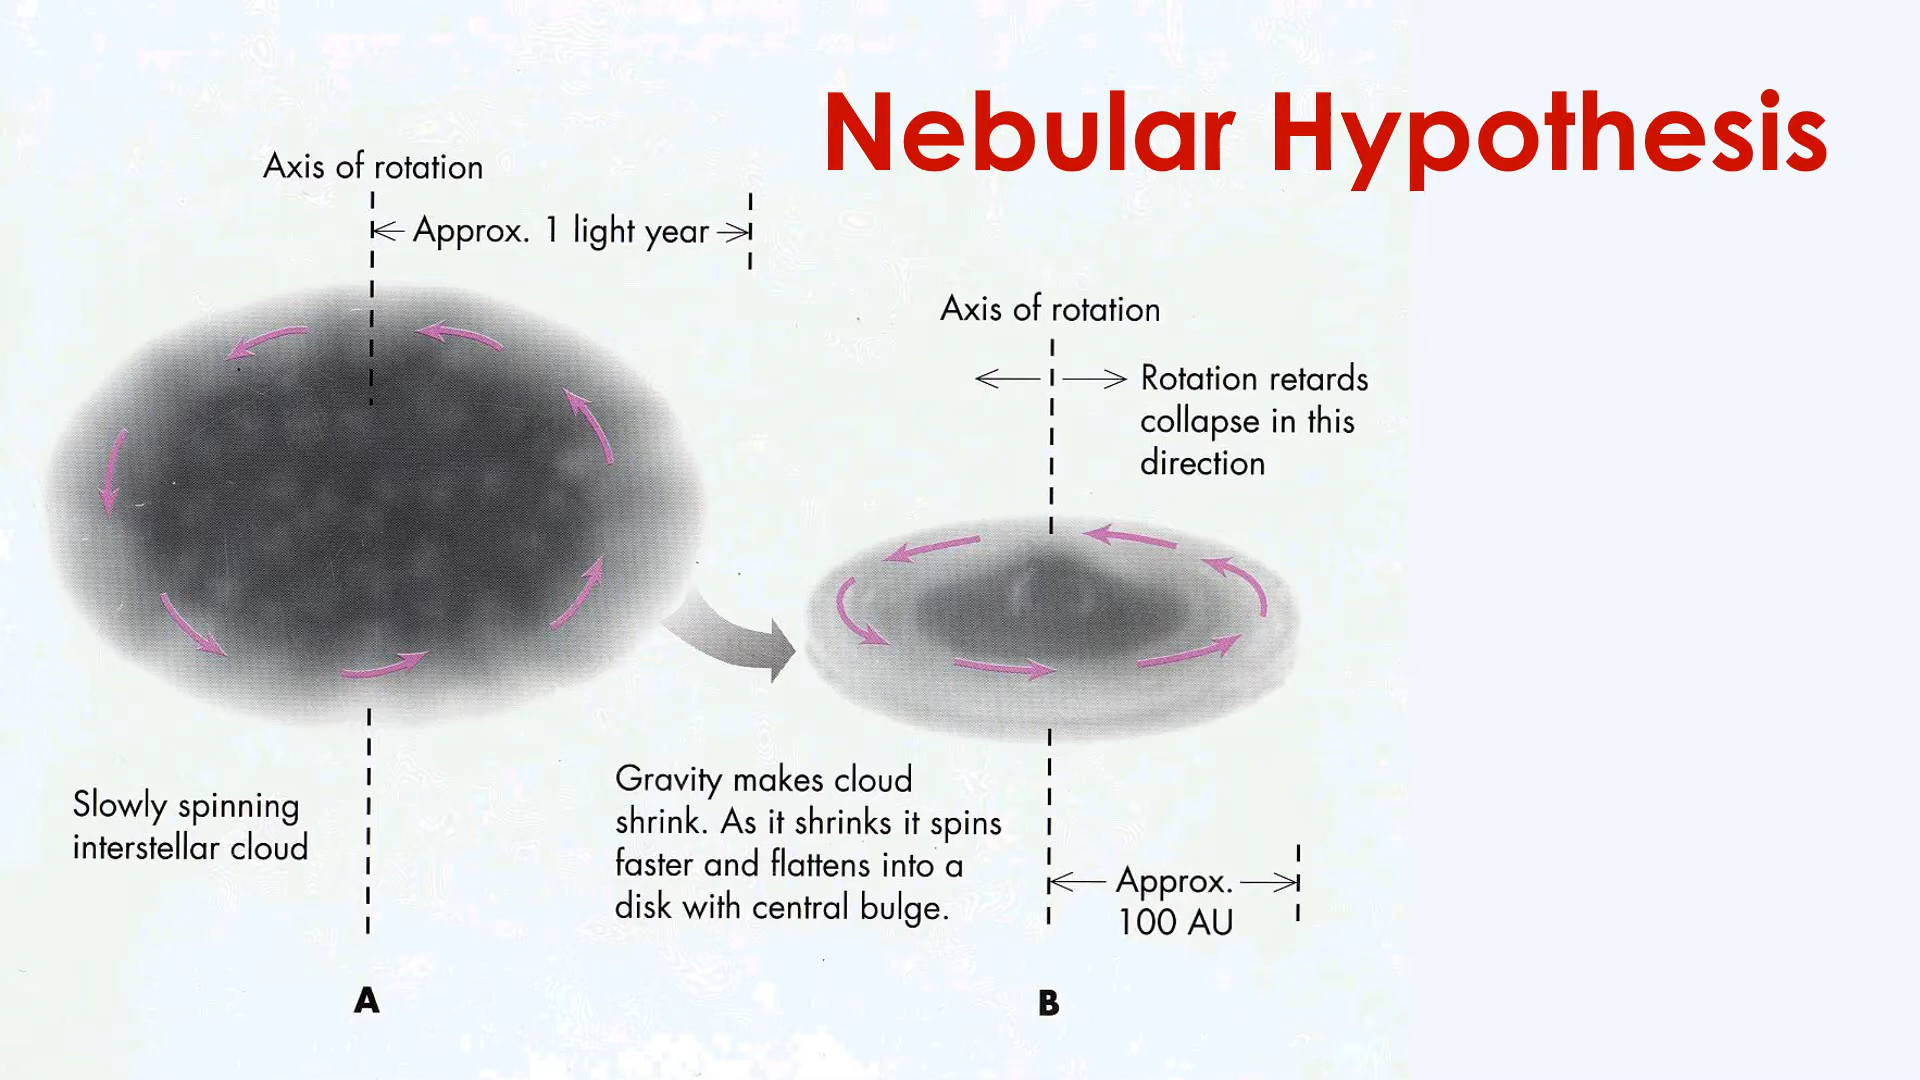 Nebular Hypothesis
Axis of rotation
Approx. 1 light year
Axis of rotation
Rotation retards
collapse in this
direction
Slowly spinning
interstellar cloud
Gravity makes cloud
shrink. As it shrinks it spins
faster and flattens into a
disk with central bulge.
Approx.
100 AU
A
B